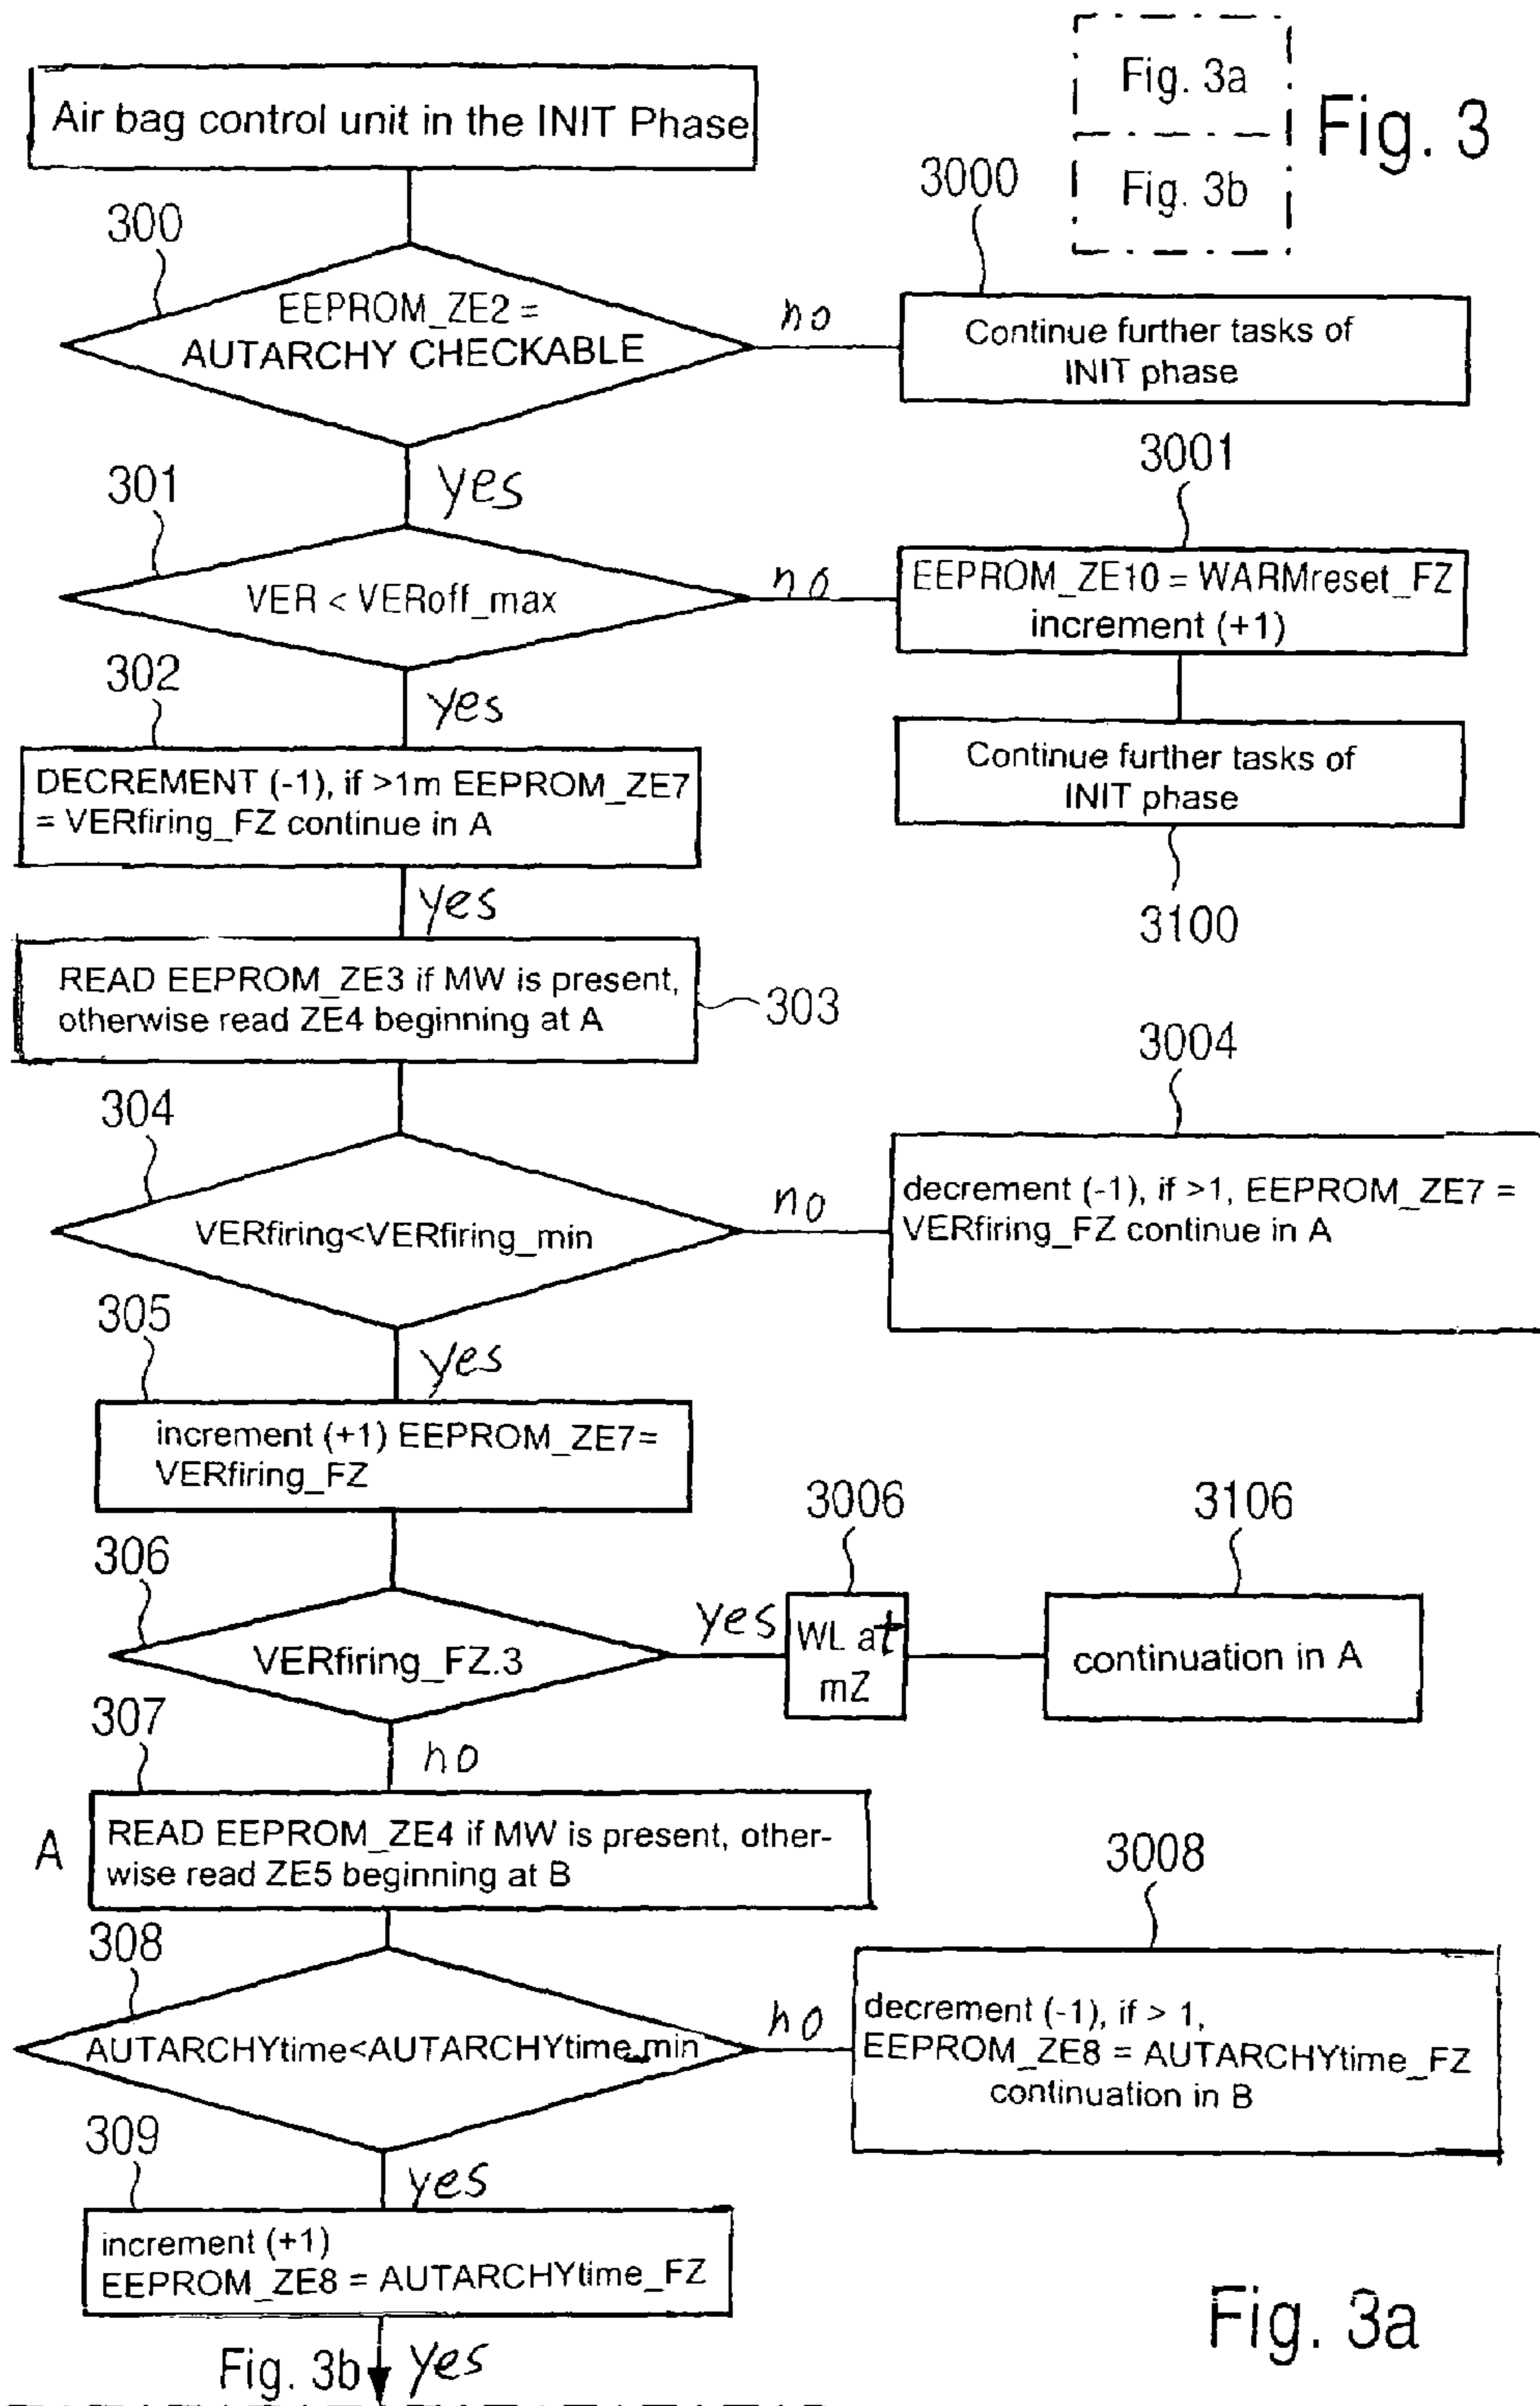 Fig. 3a
Fig. 3b
Fig. 3
Air bag control unit in the INIT Phase
300
3000
EEPROM_ZE2 =
AUTARCHY CHECKABLE
no
Continue further tasks of
INIT phase
yes
301
3001
VER < VERoff_max
no
EEPROM_ZE10 = WARMreset_FZ
increment (+1)
yes
302
DECREMENT (-1), if >1m EEPROM_ZE7
= VERfiring_FZ continue in A
Continue further tasks of
INIT phase
3100
yes
READ EEPROM_ZE3 if MW is present,
otherwise read ZE4 beginning at A
303
304
3004
VERfiring<VERfiring_min
no
decrement (-1), if >1, EEPROM_ZE7 =
VERfiring_FZ continue in A
yes
305
increment (+1) EEPROM_ZE7=
VERfiring_FZ
306
3006
3106
VERfiring_FZ.3
yes
WL at
mZ
continuation in A
no
307
A
READ EEPROM_ZE4 if MW is present, other-
wise read ZE5 beginning at B
308
3008
AUTARCHYtime<AUTARCHYtime_min
no
decrement (-1), if > 1,
EEPROM_ZE8 = AUTARCHYtime_FZ
continuation in B
yes
309
increment (+1)
EEPROM_ZE8 = AUTARCHYtime_FZ
Fig. 3b
yes
Fig. 3a